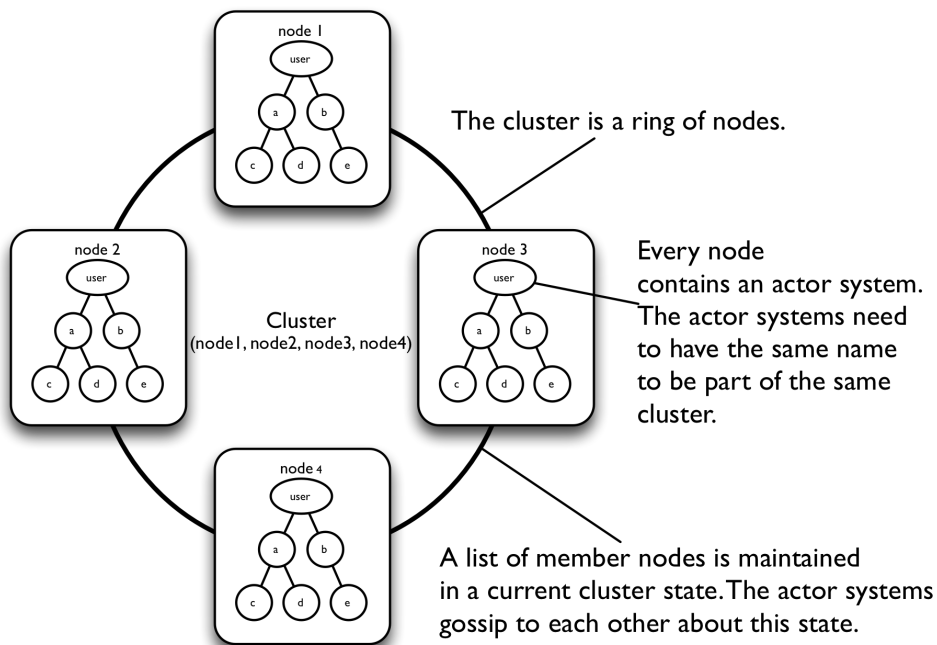 node 1
user
a
b
c
d
e
The cluster is a ring of nodes.
node 2
user
a
b
c
d
e
Cluster
(node1, node2, node3, node4)
node 3
user
a
b
c
d
e
Every node
contains an actor system.
The actor systems need
to have the same name
to be part of the same
cluster.
node 4
user
a
b
c
d
e
A list of member nodes is maintained
in a current cluster state. The actor systems
gossip to each other about this state.